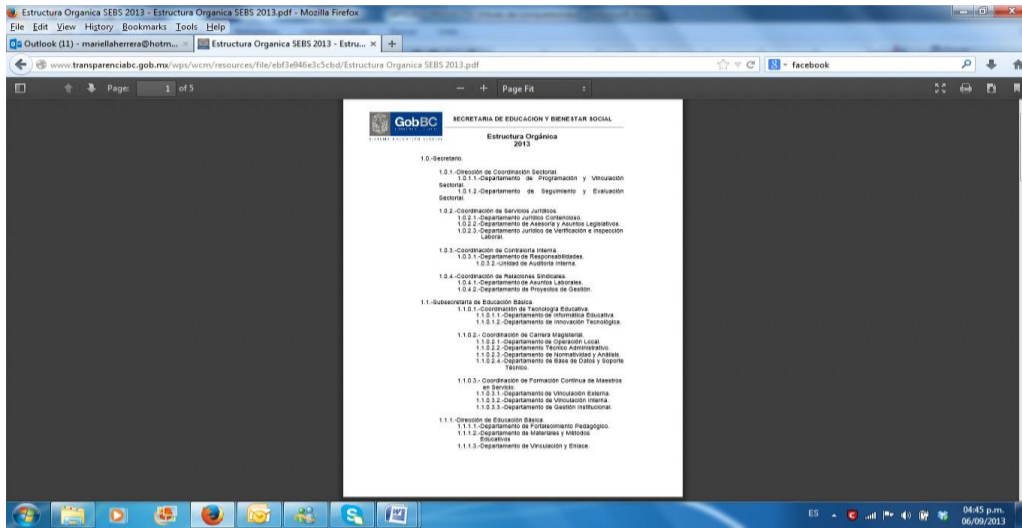 Estructura Organica SEBS 2013 - Estructura Organica SEBS 2013.pdf - Mozilla Firefox
File Edit View History Bookmarks Tools Help
Outlook (11) - mariellaherrera@hotm...
Estructura Organica SEBS 2013 - Estru...
www.transparenciabc.gob.mx/wps/wcm/resources/file/ebf3e946e3c5cbd/Estructura Organica SEBS 2013.pdf
facebook
Page: 1 of 5
Page Fit
GobBC
SECRETARIA DE EDUCACION Y BIENESTAR SOCIAL
Estructura Orgánica
2013
1.0.-Secretario.
1.0.1.-Dirección de Coordinación Sectorial.
1.0.1.1.-Departamento de Programación y Vinculación
Sectorial.
1.0.1.2.-Departamento de Seguimiento y Evaluación
Sectorial.
1.0.2.-Coordinación de Servicios Jurídicos.
1.0.2.1.-Departamento Jurídico Contencioso.
1.0.2.2.-Departamento de Asesoría y Asuntos Legislativos.
1.0.2.3.-Departamento Jurídico de Verificación e Inspección
Laboral.
1.0.3.-Coordinación de Contraloría Interna.
1.0.3.1.-Departamento de Responsabilidades.
1.0.3.2.-Unidad de Auditoría Interna.
1.0.4.-Coordinación de Relaciones Sindicales.
1.0.4.1.-Departamento de Asuntos Laborales.
1.0.4.2.-Departamento de Proyectos de Gestión.
1.1.-Subsecretaría de Educación Básica.
1.1.0.1.-Coordinación de Tecnología Educativa.
1.1.0.1.1.-Departamento de Informática Educativa.
1.1.0.1.2.-Departamento de Innovación Tecnológica.
1.1.0.2.- Coordinación de Carrera Magisterial.
1.1.0.2.1.-Departamento de Operación Local.
1.1.0.2.2.-Departamento Técnico Administrativo.
1.1.0.2.3.-Departamento de Normatividad y Análisis.
1.1.0.2.4.-Departamento de Base de Datos y Soporte
Técnico.
1.1.0.3.- Coordinación de Formación Continua de Maestros
en Servicio.
1.1.0.3.1.-Departamento de Vinculación Externa.
1.1.0.3.2.-Departamento de Vinculación Interna.
1.1.0.3.3.-Departamento de Gestión Institucional.
1.1.1.-Dirección de Educación Básica.
1.1.1.1.-Departamento de Fortalecimiento Pedagógico.
1.1.1.2.-Departamento de Materiales y Métodos
Educativos
1.1.1.3.-Departamento de Vinculación y Enlace.
ES
04:45 p.m.
06/09/2013